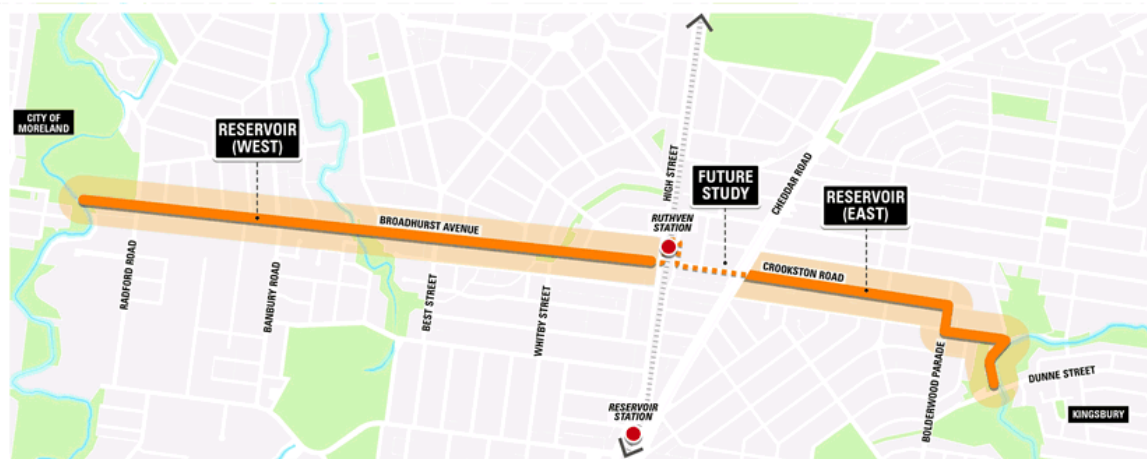 CITY OF
MORELAND
RESERVOIR
(WEST)
RADFORD ROAD
BANBURY ROAD
BROADHURST AVENUE
BEST STREET
WHITBY STREET
HIGH STREET
RUTHVEN
STATION
RESERVOIR
STATION
FUTURE
STUDY
CHEDDAR ROAD
RESERVOIR
(EAST)
CROOKSTON ROAD
BOLDERWOOD PARADE
DUNNE STREET
KINGSBURY